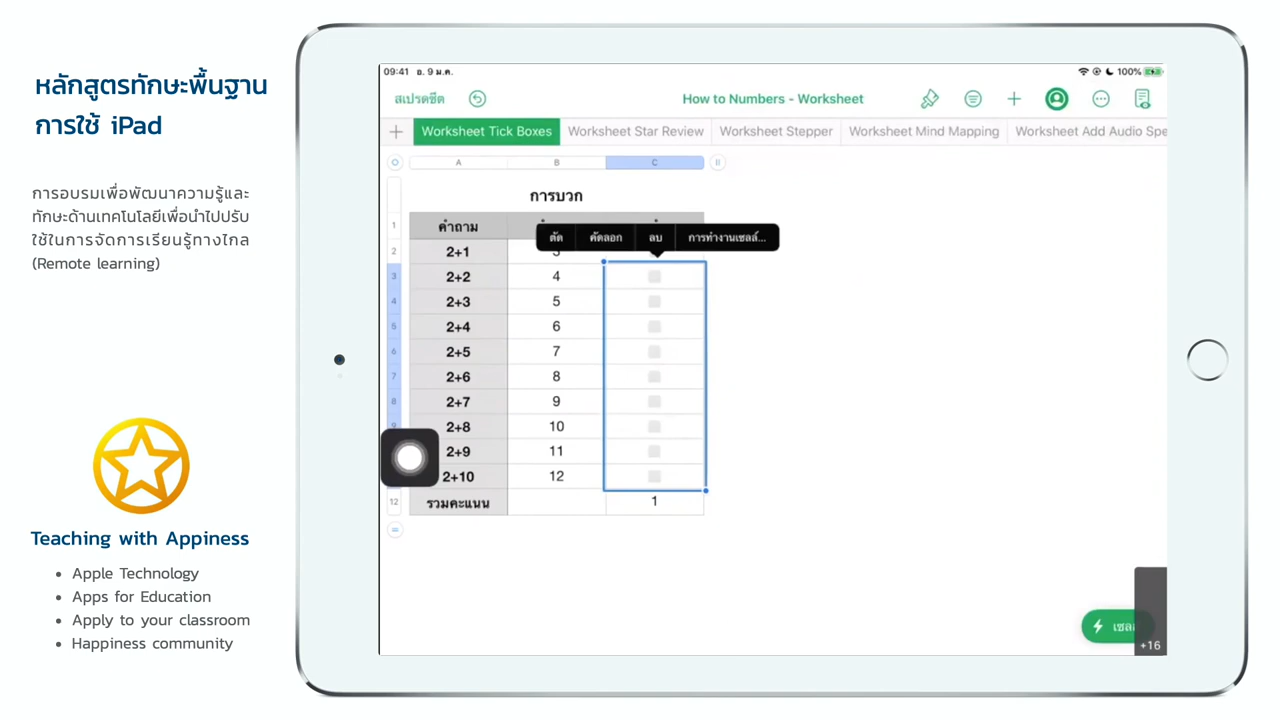 หลักสูตรทักษะพื้นฐาน
การใช้ iPad
การอบรมเพื่อพัฒนาความรู้และ
ทักษะด้านเทคโนโลยีเพื่อนำไปปรับ
ใช้ในการจัดการเรียนรู้ทางไกล
(Remote learning)
Teaching with Appiness
Apple Technology
Apps for Education
Apply to your classroom
Happiness community
09:41 อ. 9 ม.ค.
100%
สเปรดชีต
How to Numbers - Worksheet
Worksheet Tick Boxes
Worksheet Star Review
Worksheet Stepper
Worksheet Mind Mapping
Worksheet Add Audio Spe
A B C
การบวก
1 คำถาม
ตัด คัดลอก ลบ การทำงานเซลล์...
2 2+1 3
3 2+2 4
4 2+3 5
5 2+4 6
6 2+5 7
7 2+6 8
8 2+7 9
9 2+8 10
2+9 11
2+10 12
12 รวมคะแนน 1
+16